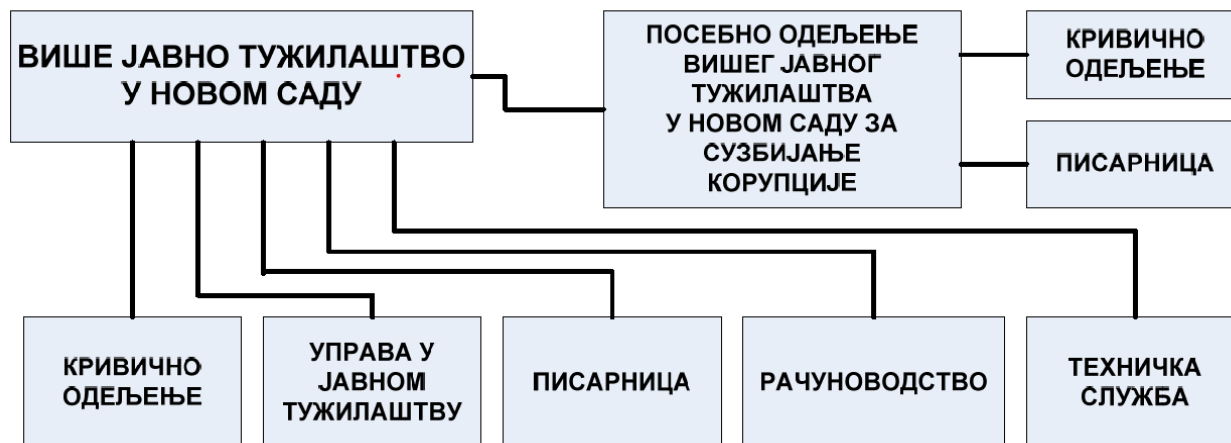 ВИШЕ ЈАВНО ТУЖИЛАШТВО
У НОВОМ САДУ
ПОСЕБНО ОДЕЉЕЊЕ
ВИШЕГ ЈАВНОГ
ТУЖИЛАШТВА
У НОВОМ САДУ ЗА
СУЗБИЈАЊЕ
КОРУПЦИЈЕ
КРИВИЧНО
ОДЕЉЕЊЕ
ПИСАРНИЦА
КРИВИЧНО
ОДЕЉЕЊЕ
УПРАВА У
ЈАВНОМ
ТУЖИЛАШТВУ
ПИСАРНИЦА
РАЧУНОВОДСТВО
ТЕХНИЧКА
СЛУЖБА